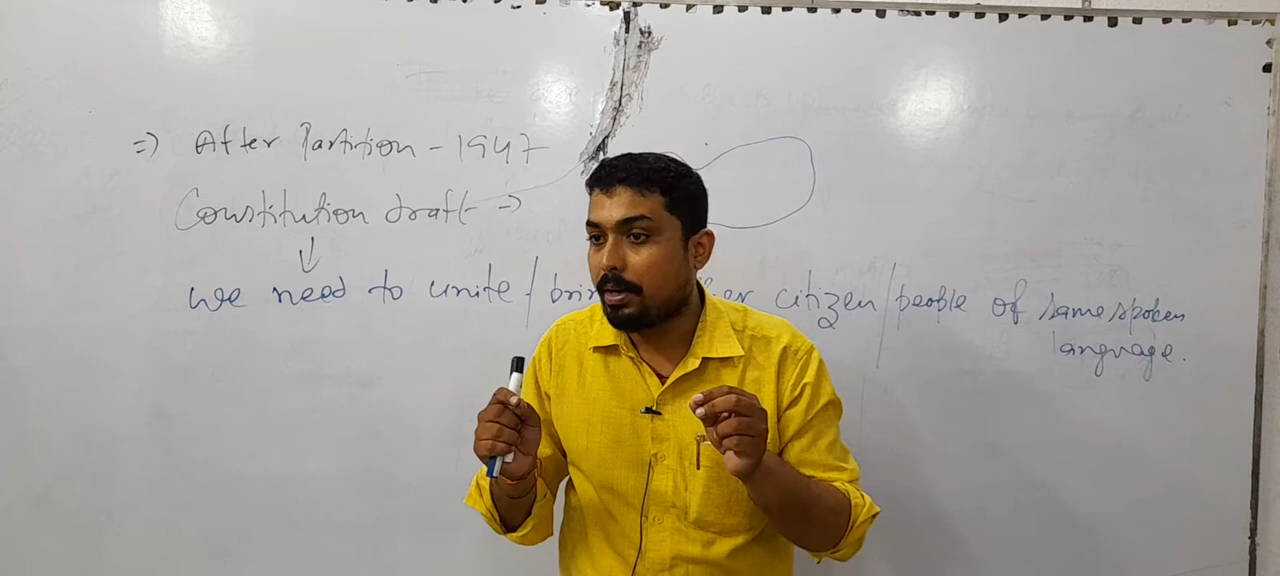 =) After Partition - 1947
Constitution draft →
we need to unite / citizen / people of same spoken
language.